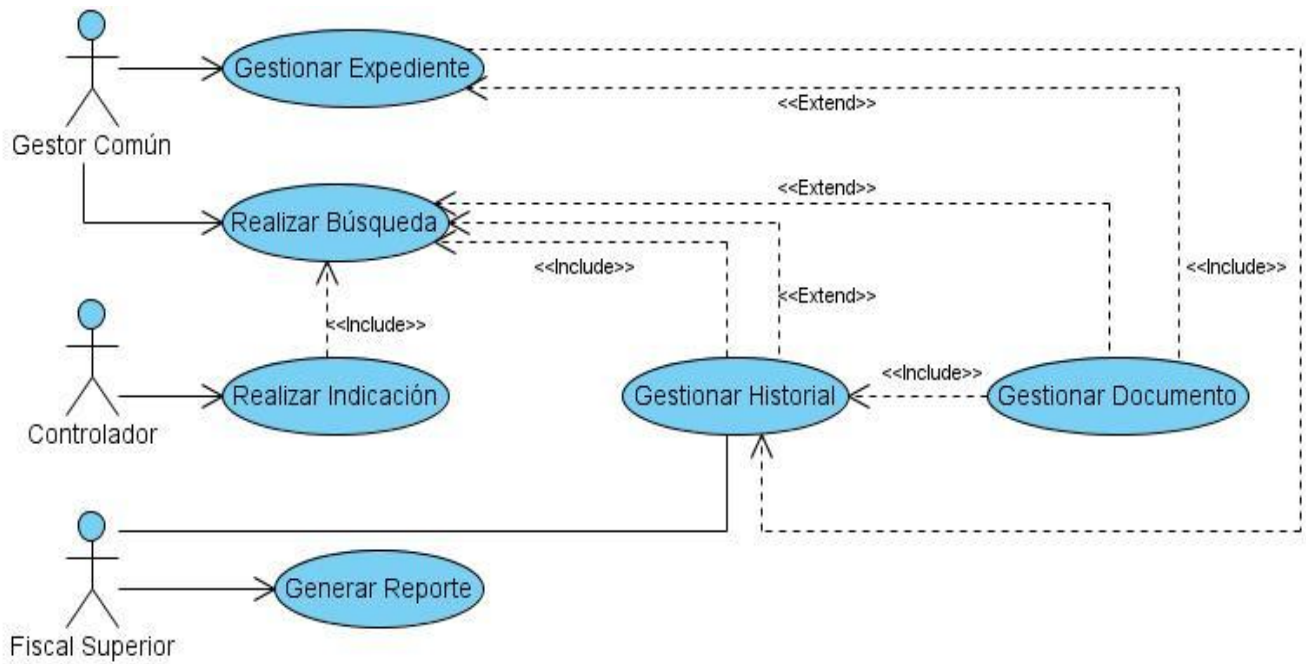 Gestionar Expediente
<<Extend>>
Gestor Común
<<Extend>>
Realizar Búsqueda
<<Include>>
<<Include>>
<<Extend>>
<<Include>>
<<Include>>
Realizar Indicación
Gestionar Historial
Gestionar Documento
Controlador
Generar Reporte
Fiscal Superior